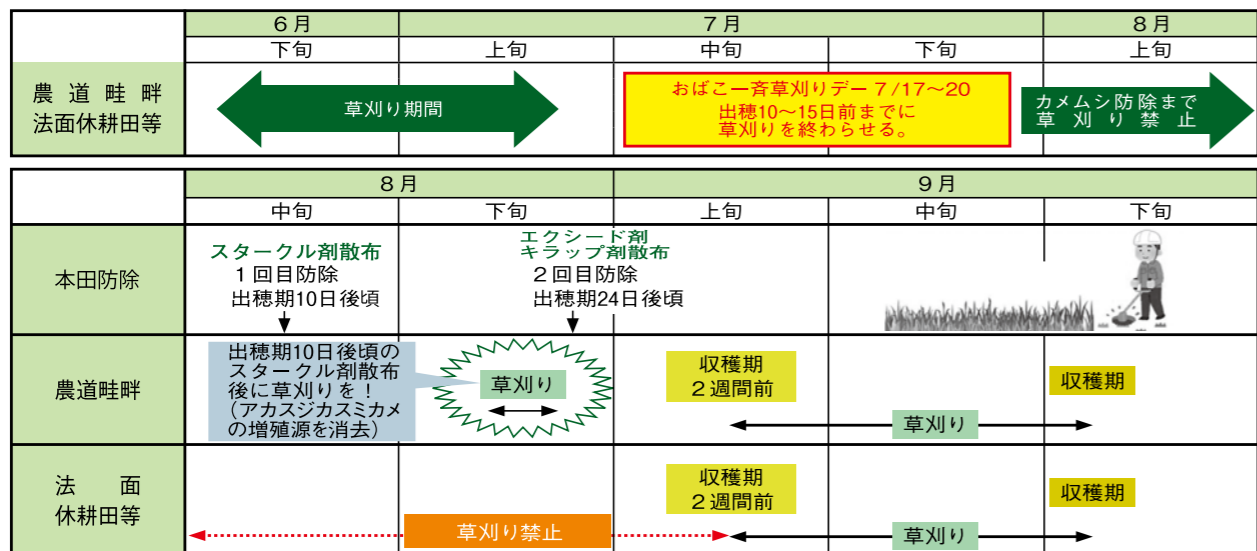 6月
7月
8月
下旬
上旬
中旬
下旬
上旬
農道畦畔
法面休耕田等
草刈り期間
おばこ一斉草刈りデー 7/17～20
出穂10～15日前までに
草刈りを終わらせる。
カメムシ防除まで
草刈り禁止
8月
9月
中旬
下旬
上旬
中旬
下旬
本田防除
スタークル剤散布
1回目防除
出穂期10日後頃
エクシード剤
キラップ剤散布
2回目防除
出穂期24日後頃
農道畦畔
出穂期10日後頃の
スタークル剤散布
後に草刈りを！
（アカスジカスミカメ
の増殖源を消去）
草刈り
収穫期
2週間前
草刈り
収穫期
法面
休耕田等
草刈り禁止
収穫期
2週間前
草刈り
収穫期